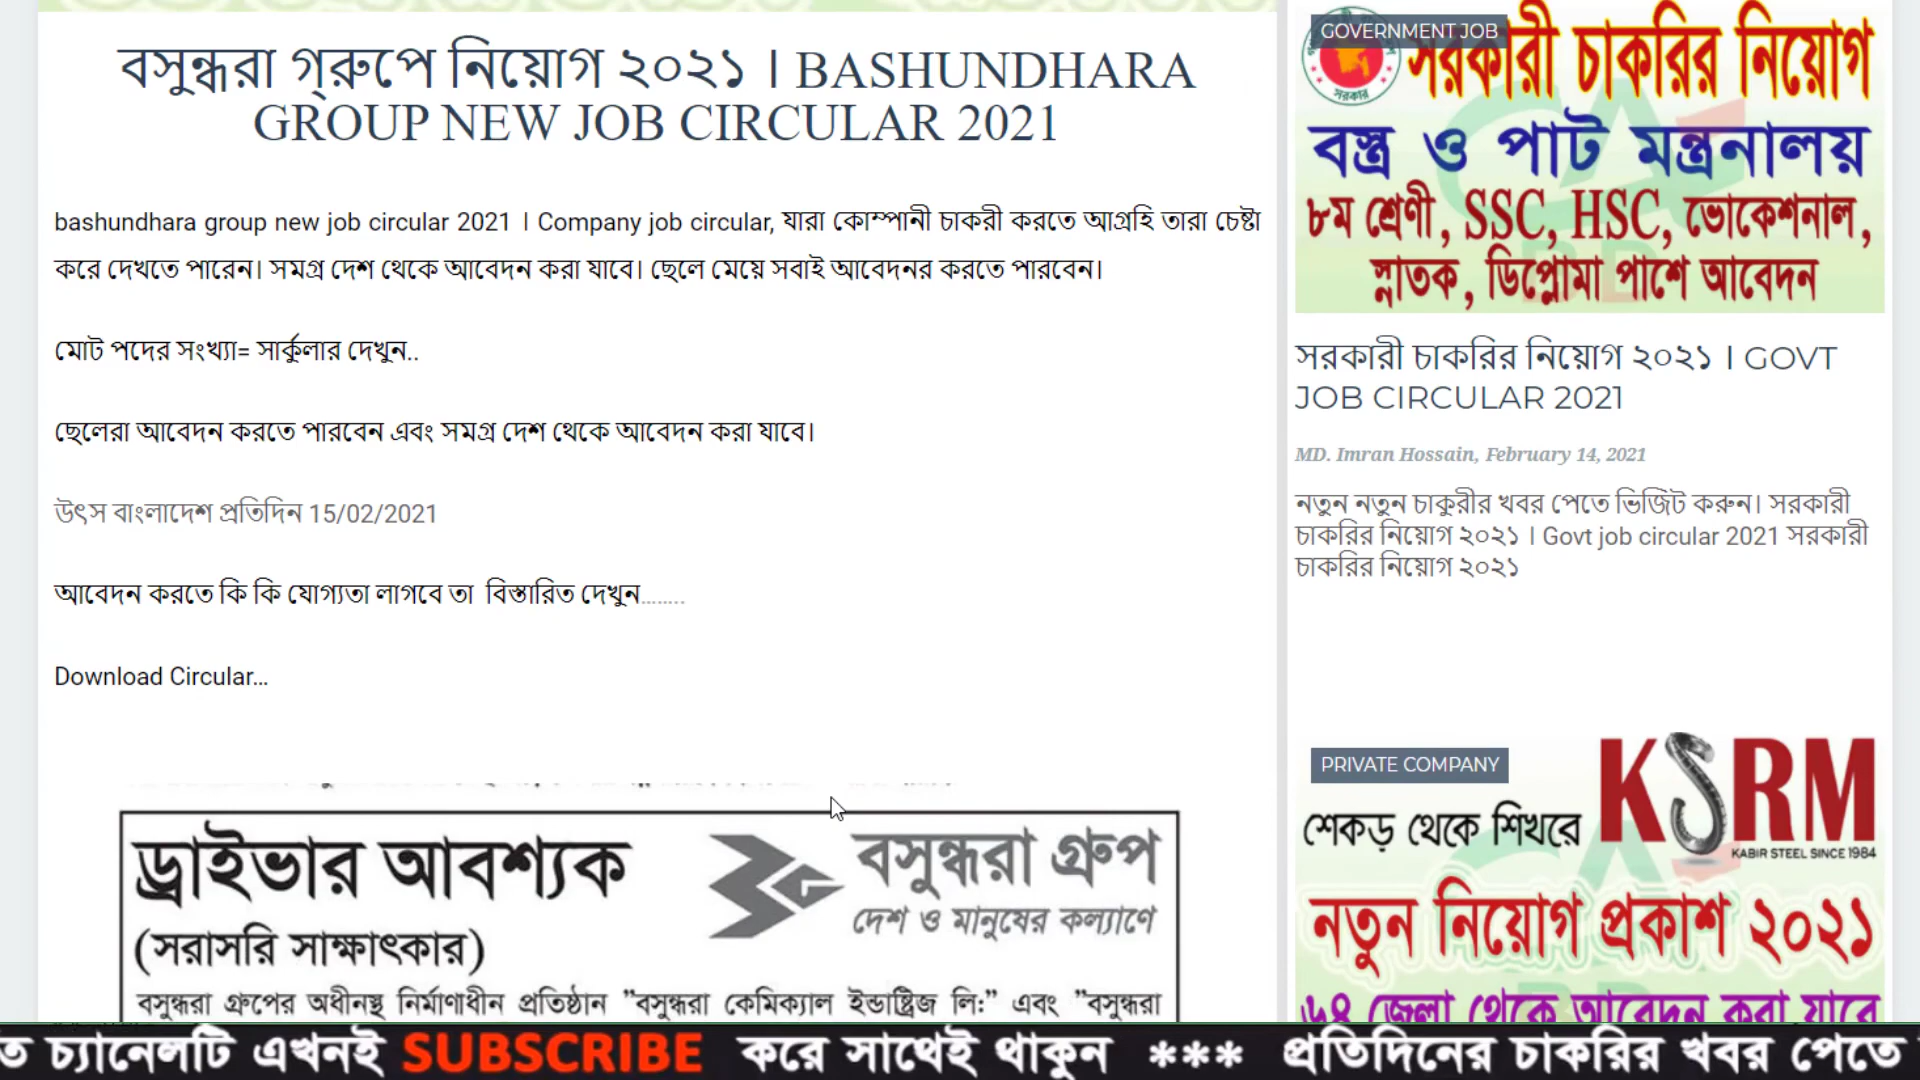 বসুন্ধরা গ্রুপে নিয়োগ ২০২১ । BASHUNDHARA
GROUP NEW JOB CIRCULAR 2021
bashundhara group new job circular 2021 । Company job circular, যারা কোম্পানী চাকরী করতে আগ্রহি তারা চেষ্টা
করে দেখতে পারেন। সমগ্র দেশ থেকে আবেদন করা যাবে। ছেলে মেয়ে সবাই আবেদনর করতে পারবেন।
মোট পদের সংখ্যা= সার্কুলার দেখুন..
ছেলেরা আবেদন করতে পারবেন এবং সমগ্র দেশ থেকে আবেদন করা যাবে।
উৎস বাংলাদেশ প্রতিদিন 15/02/2021
আবেদন করতে কি কি যোগ্যতা লাগবে তা বিস্তারিত দেখুন........
Download Circular...
ড্রাইভার আবশ্যক
(সরাসরি সাক্ষাৎকার)
বসুন্ধরা গ্রুপ
দেশ ও মানুষের কল্যাণে
বসুন্ধরা গ্রুপের অধীনস্থ নির্মাণাধীন প্রতিষ্ঠান "বসুন্ধরা কেমিক্যাল ইন্ডাষ্ট্রিজ লি:" এবং "বসুন্ধরা
GOVERNMENT JOB
সরকার
সরকারী চাকরির নিয়োগ
বস্ত্র ও পাট মন্ত্রনালয়
৮ম শ্রেণী, SSC, HSC, ভোকেশনাল,
স্নাতক, ডিপ্লোমা পাশে আবেদন
সরকারী চাকরির নিয়োগ ২০২১ । GOVT
JOB CIRCULAR 2021
MD. Imran Hossain, February 14, 2021
নতুন নতুন চাকুরীর খবর পেতে ভিজিট করুন। সরকারী
চাকরির নিয়োগ ২০২১ । Govt job circular 2021 সরকারী
চাকরির নিয়োগ ২০২১
PRIVATE COMPANY
KSRM
শেকড় থেকে শিখরে
KABIR STEEL SINCE 1984
নতুন নিয়োগ প্রকাশ ২০২১
৬৪ জেলা থেকে আবেদন করা যাবে
ত চ্যানেলটি এখনই SUBSCRIBE করে সাথেই থাকুন *** প্রতিদিনের চাকরির খবর পেতে